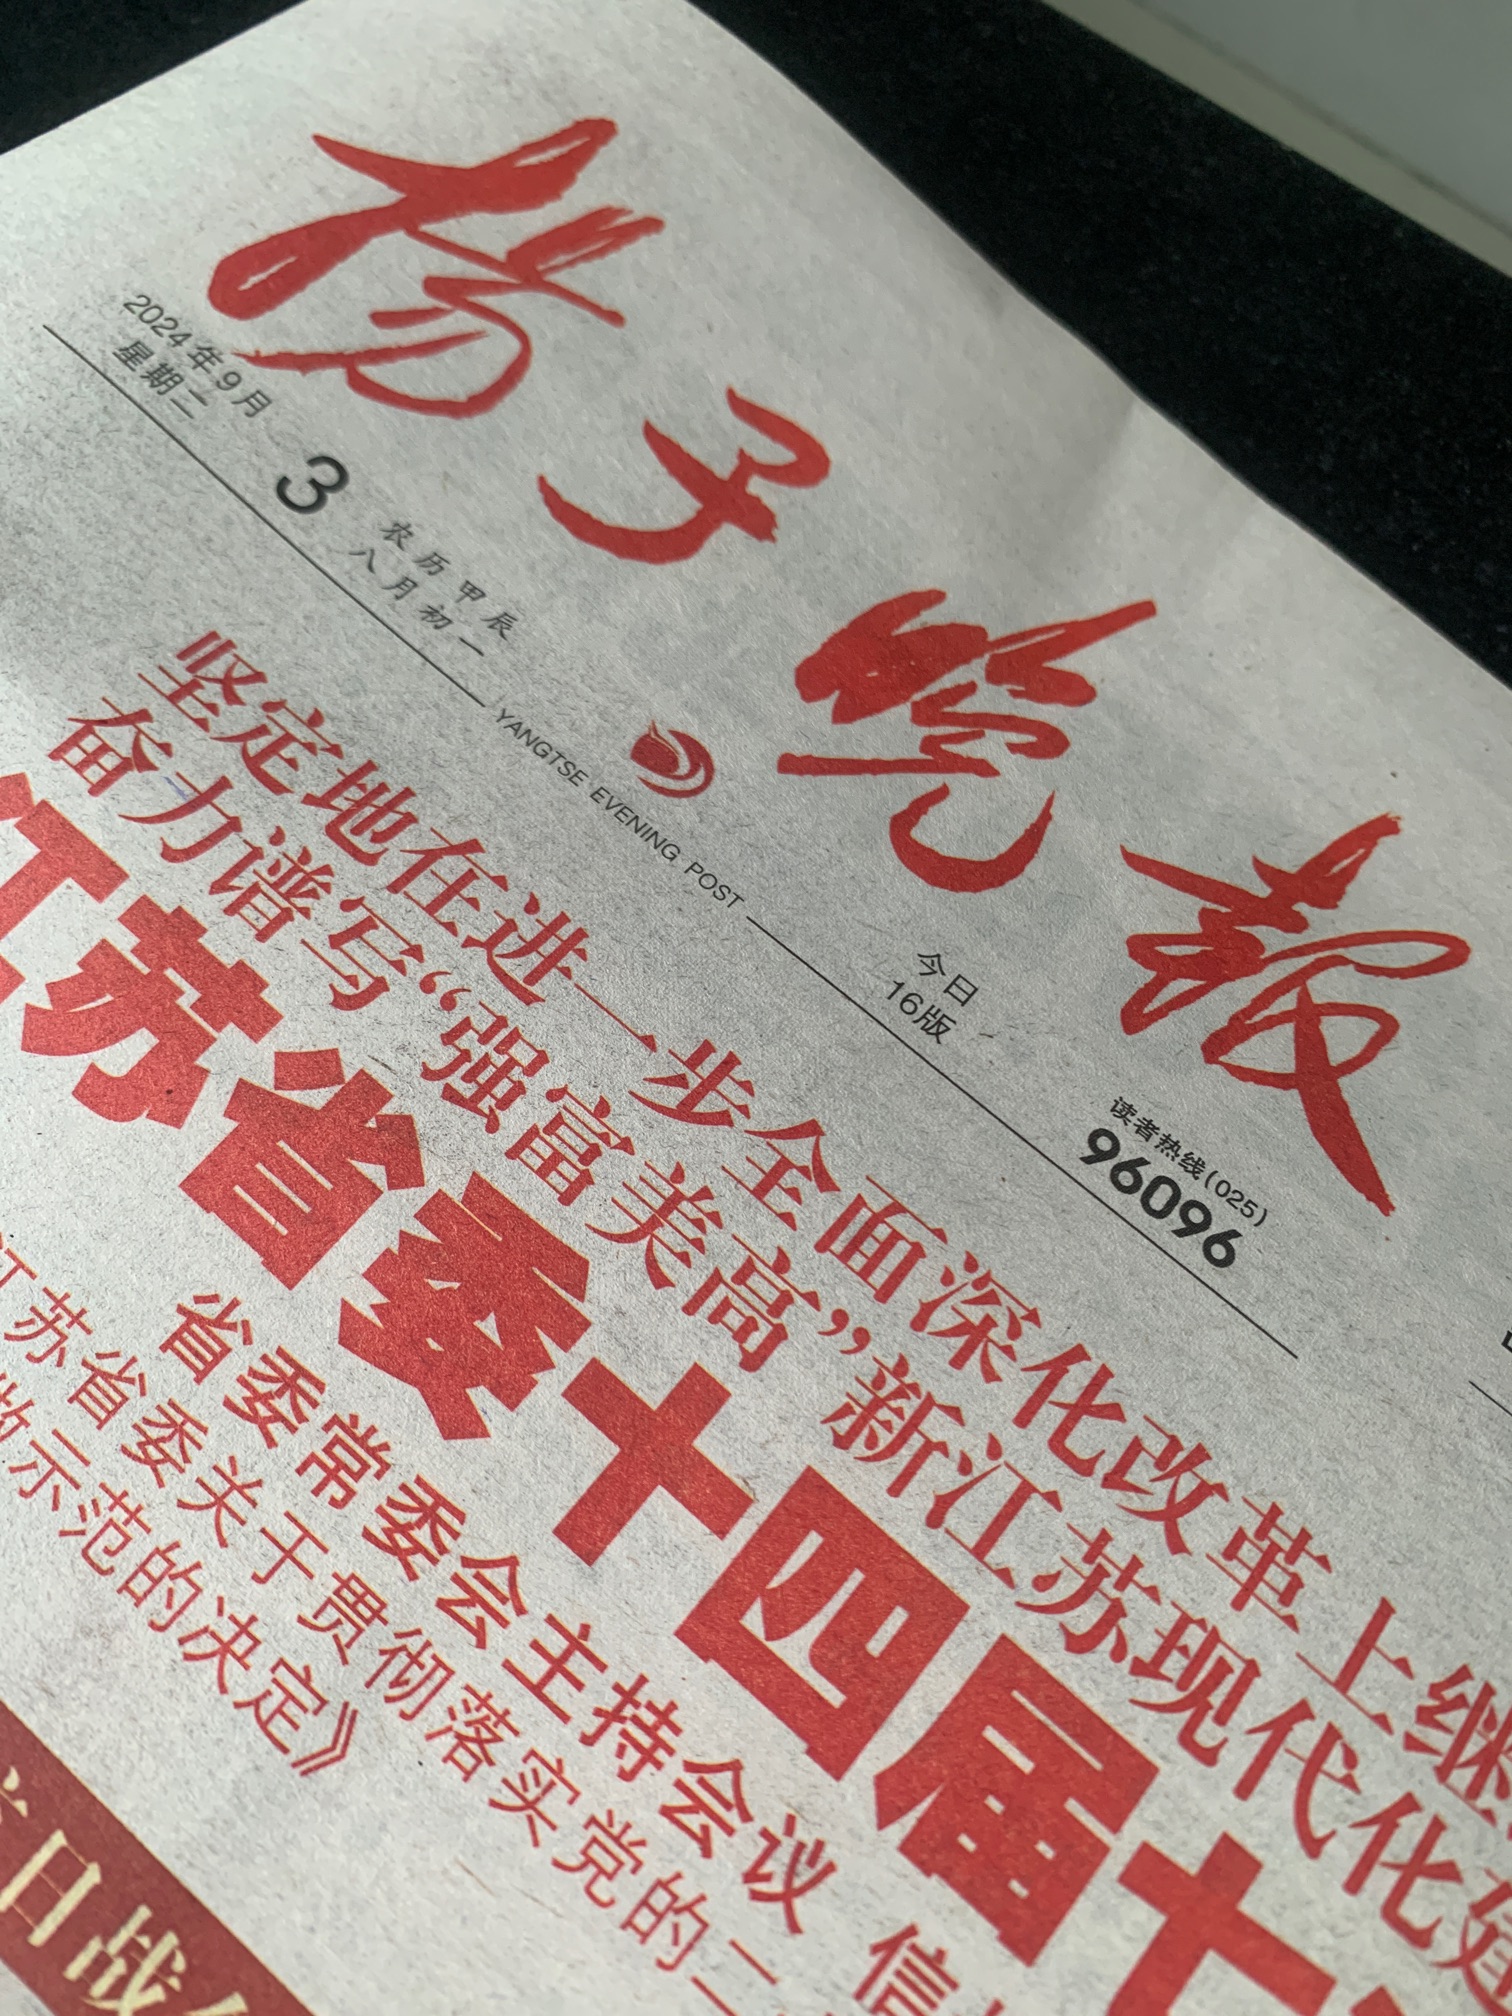 扬子晚报
2024年9月
星期二
3
农历甲辰
八月初一
YANGTSE EVENING POST
今日
16版
读者热线(025)
96096
坚定地在进一步全面深化改革上继
奋力谱写“强富美高”新江苏现代化建
江苏省委十四届十
省委常委会主持会议 信
江苏省委关于贯彻落实党的二
做示范的决定》
日战